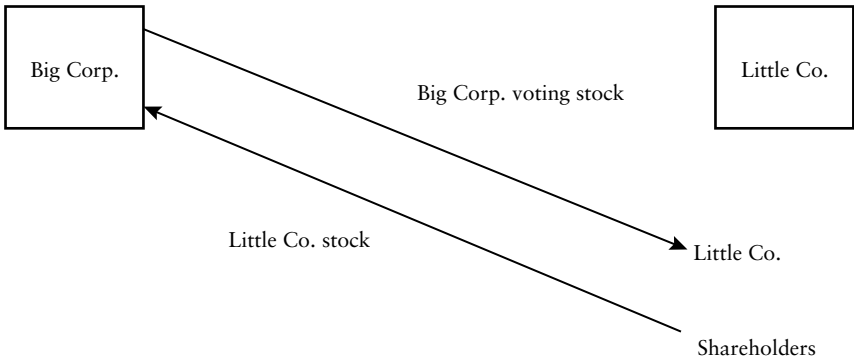 Big Corp.
Little Co.
Big Corp. voting stock
Little Co. stock
Little Co.
Shareholders